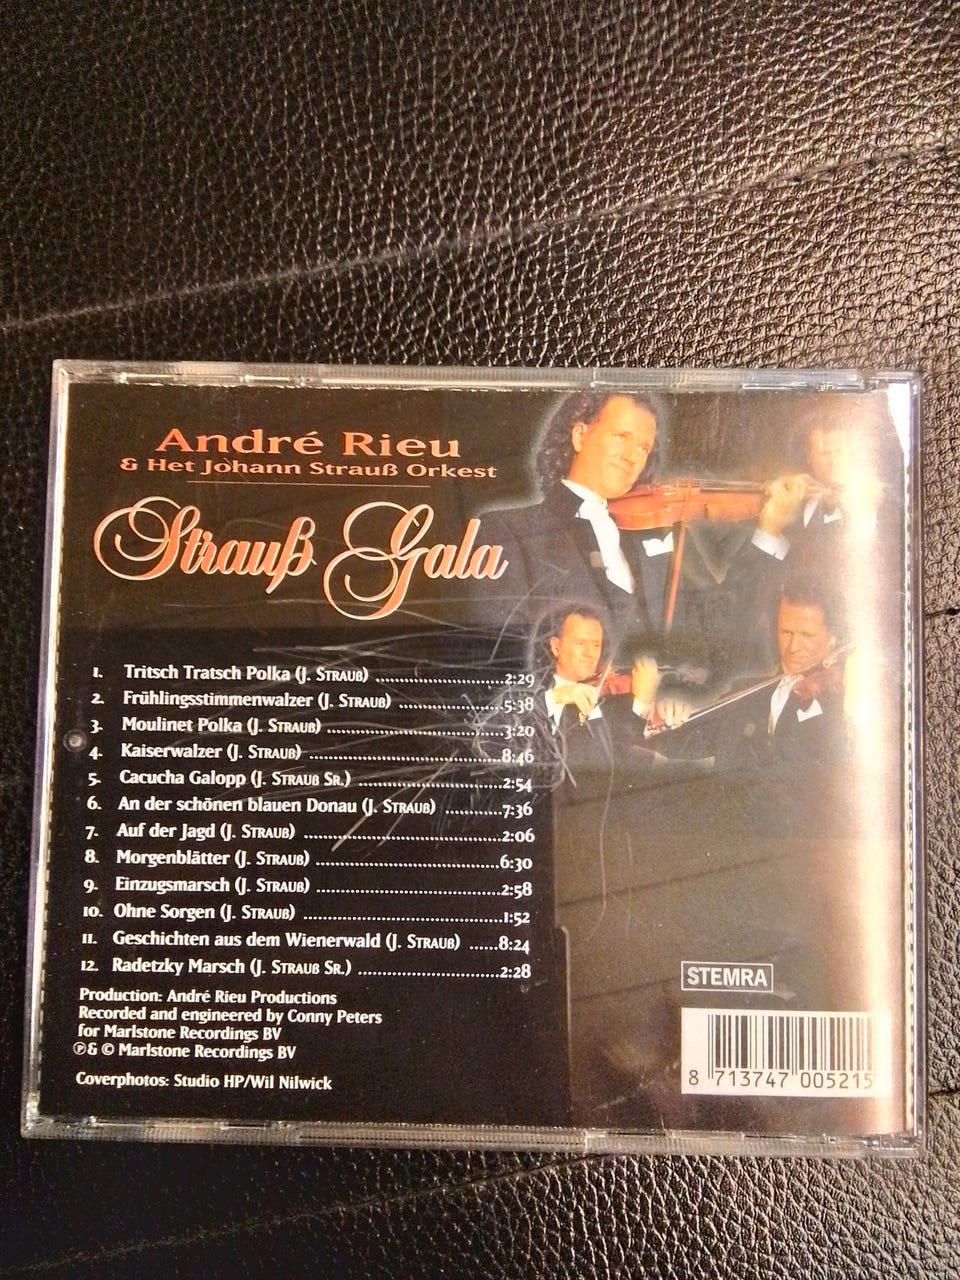 André Rieu
& Het Johann Strauß Orkest
Strauß Gala
1. Tritsch Tratsch Polka (J. Strauß) ........................2:29
2. Frühlingsstimmenwalzer (J. Strauß) ....................5:38
3. Moulinet Polka (J. Strauß) .................................3:20
4. Kaiserwalzer (J. Strauß) .....................................8:46
5. Cacucha Galopp (J. Strauß Sr.) ...........................2:54
6. An der schönen blauen Donau (J. Strauß) ..........7:36
7. Auf der Jagd (J. Strauß) .....................................2:06
8. Morgenblätter (J. Strauß) ...................................6:30
9. Einzugsmarsch (J. Strauß) ..................................2:58
10. Ohne Sorgen (J. Strauß) .....................................1:52
11. Geschichten aus dem Wienerwald (J. Strauß) ......8:24
12. Radetzky Marsch (J. Strauß Sr.) ..........................2:28
Production: André Rieu Productions
Recorded and engineered by Conny Peters
for Marlstone Recordings BV
℗ & © Marlstone Recordings BV
Coverphotos: Studio HP/Wil Nilwick
STEMRA
8 713747 005215